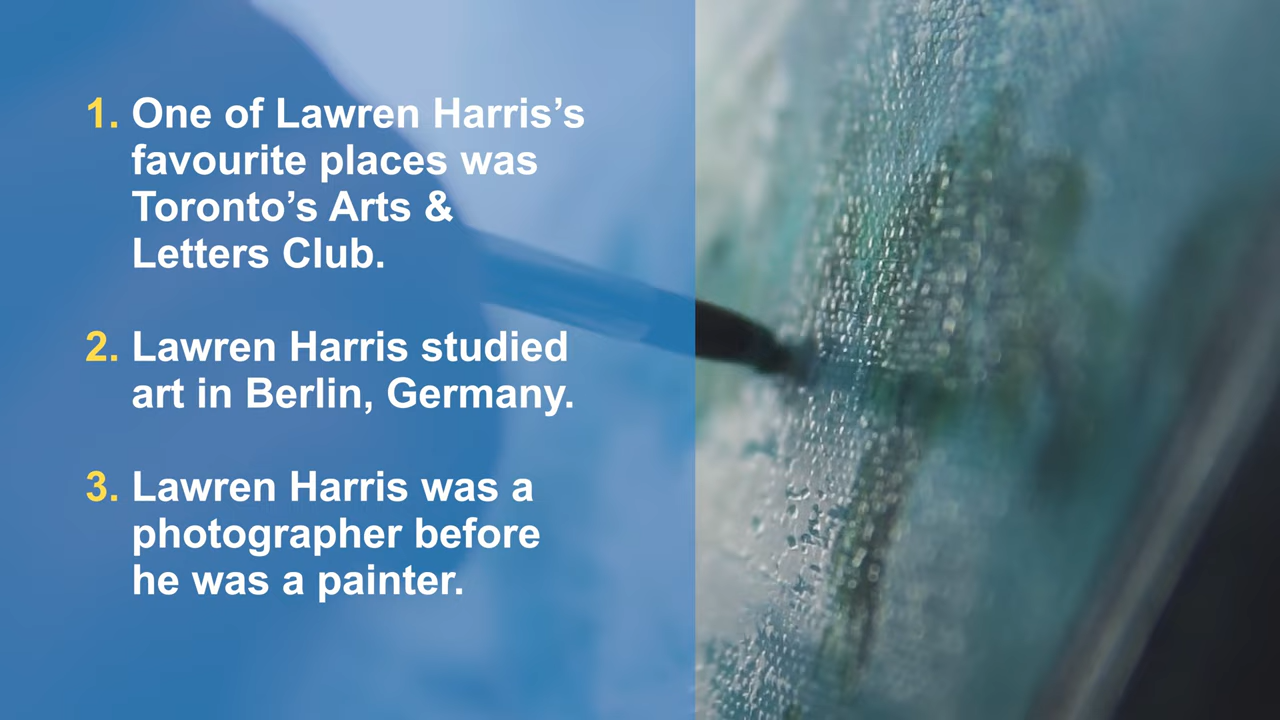 1. One of Lawren Harris’s
favourite places was
Toronto’s Arts &
Letters Club.
2. Lawren Harris studied
art in Berlin, Germany.
3. Lawren Harris was a
photographer before
he was a painter.